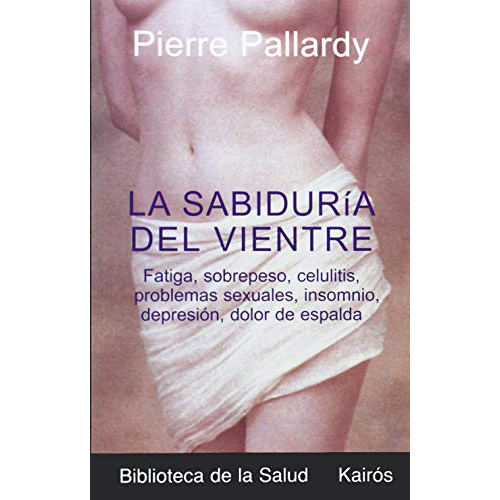 Pierre Pallardy
LA SABIDURíA
DEL VIENTRE
Fatiga, sobrepeso, celulitis,
problemas sexuales, insomnio,
depresión, dolor de espalda
Biblioteca de la Salud Kairós